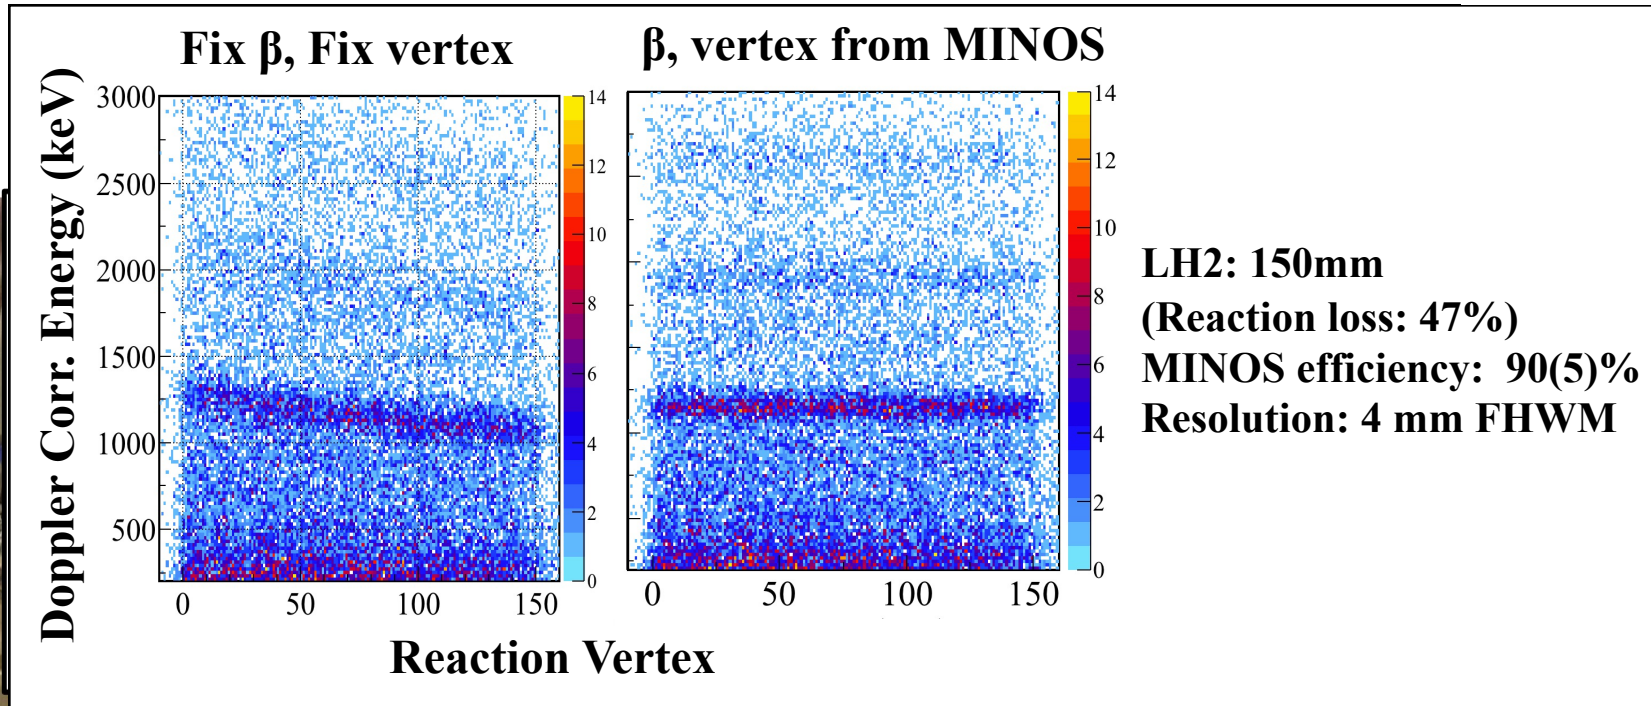 Fix β, Fix vertex
β, vertex from MINOS
Doppler Corr. Energy (keV)
3000
2500
2000
1500
1000
500
0 50 100 150
14
12
10
8
6
4
2
0
0 50 100 150
14
12
10
8
6
4
2
0
Reaction Vertex
LH2: 150mm
(Reaction loss: 47%)
MINOS efficiency: 90(5)%
Resolution: 4 mm FHWM